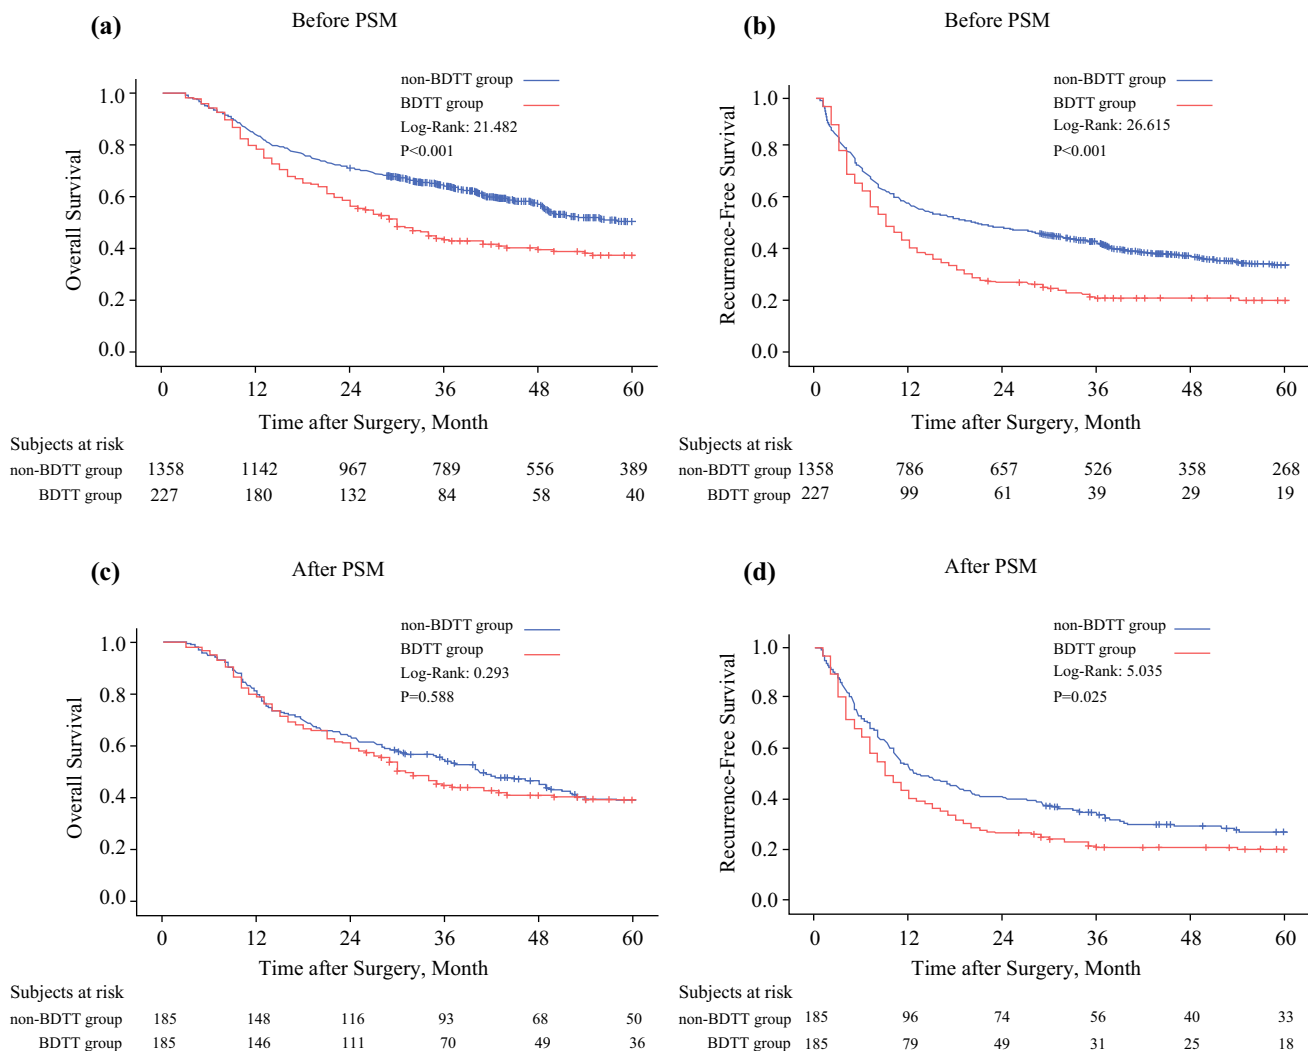 (a)
Before PSM
non-BDTT group
BDTT group
Log-Rank: 21.482
P<0.001
Overall Survival
1.0
0.8
0.6
0.4
0.2
0.0
0 12 24 36 48 60
Time after Surgery, Month
Subjects at risk
non-BDTT group 1358 1142 967 789 556 389
BDTT group 227 180 132 84 58 40
(b)
Before PSM
non-BDTT group
BDTT group
Log-Rank: 26.615
P<0.001
Recurrence-Free Survival
1.0
0.8
0.6
0.4
0.2
0.0
0 12 24 36 48 60
Time after Surgery, Month
Subjects at risk
non-BDTT group 1358 786 657 526 358 268
BDTT group 227 99 61 39 29 19
(c)
After PSM
non-BDTT group
BDTT group
Log-Rank: 0.293
P=0.588
Overall Survival
1.0
0.8
0.6
0.4
0.2
0.0
0 12 24 36 48 60
Time after Surgery, Month
Subjects at risk
non-BDTT group 185 148 116 93 68 50
BDTT group 185 146 111 70 49 36
(d)
After PSM
non-BDTT group
BDTT group
Log-Rank: 5.035
P=0.025
Recurrence-Free Survival
1.0
0.8
0.6
0.4
0.2
0.0
0 12 24 36 48 60
Time after Surgery, Month
Subjects at risk
non-BDTT group 185 96 74 56 40 33
BDTT group 185 79 49 31 25 18